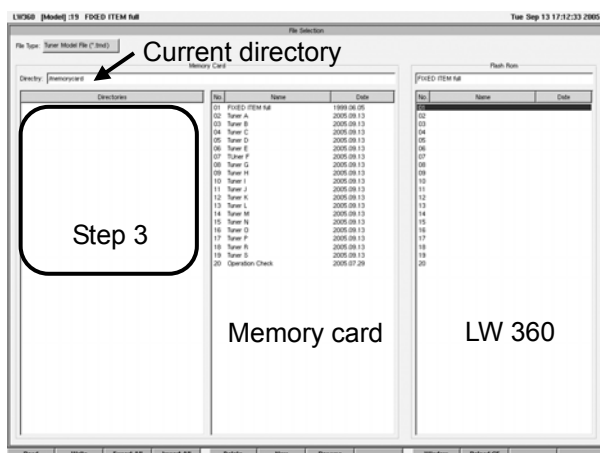 LW360 [Model] :19 FIXED ITEM full Tue Sep 13 17:12:33 2005
File Selection
File Type: Tuner Model File (*.tmd)
Current directory
Memory Card
Flash Rom
Directry: /memorycard
FIXED ITEM full
Directories
No. Name Date
No. Name Date
01 FIXED ITEM full 1999.06.05
02 Tuner A 2005.09.13
03 Tuner B 2005.09.13
04 Tuner C 2005.09.13
05 Tuner D 2005.09.13
06 Tuner E 2005.09.13
07 TUner F 2005.09.13
08 Tuner G 2005.09.13
09 Tuner H 2005.09.13
10 Tuner I 2005.09.13
11 Tuner J 2005.09.13
12 Tuner K 2005.09.13
13 Tuner L 2005.09.13
14 Tuner M 2005.09.13
15 Tuner N 2005.09.13
16 Tuner O 2005.09.13
17 Tuner P 2005.09.13
18 Tuner R 2005.09.13
19 Tuner S 2005.09.13
20 Operation Check 2005.07.29
01
02
03
04
05
06
07
08
09
10
11
12
13
14
15
16
17
18
19
20
Step 3
Memory card
LW 360